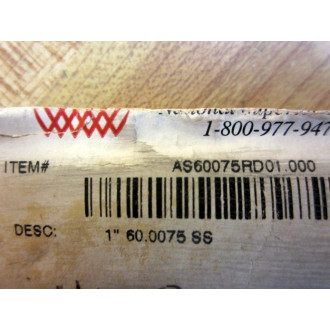 1-800-977-947
ITEM# AS60075RD01.000
DESC: 1" 60.0075 SS